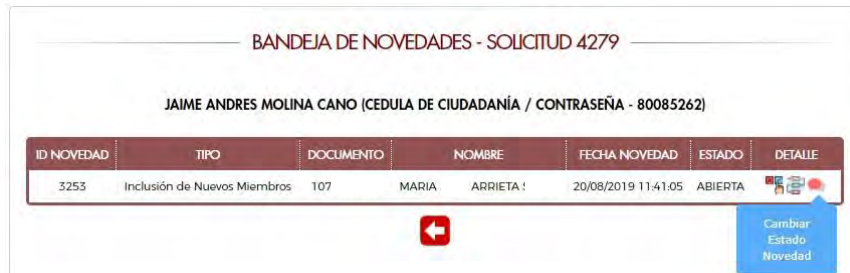 BANDEJA DE NOVEDADES - SOLICITUD 4279
JAIME ANDRES MOLINA CANO (CEDULA DE CIUDADANÍA / CONTRASEÑA - 80085262)
ID NOVEDAD TIPO DOCUMENTO NOMBRE FECHA NOVEDAD ESTADO DETALLE
3253 Inclusión de Nuevos Miembros 107 MARIA ARRIETA 20/08/2019 11:41:05 ABIERTA
Cambiar
Estado
Novedad